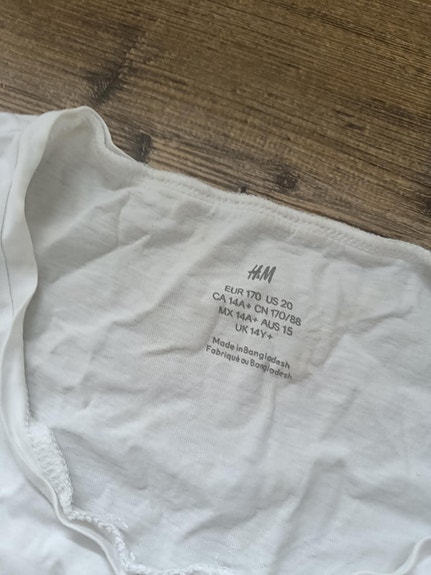 H&M
EUR 170 US 20
CA 14A+ CN 170/88
MX 14A+ AUS 15
UK 14Y+
Made in Bangladesh
Fabriqué au Bangladesh